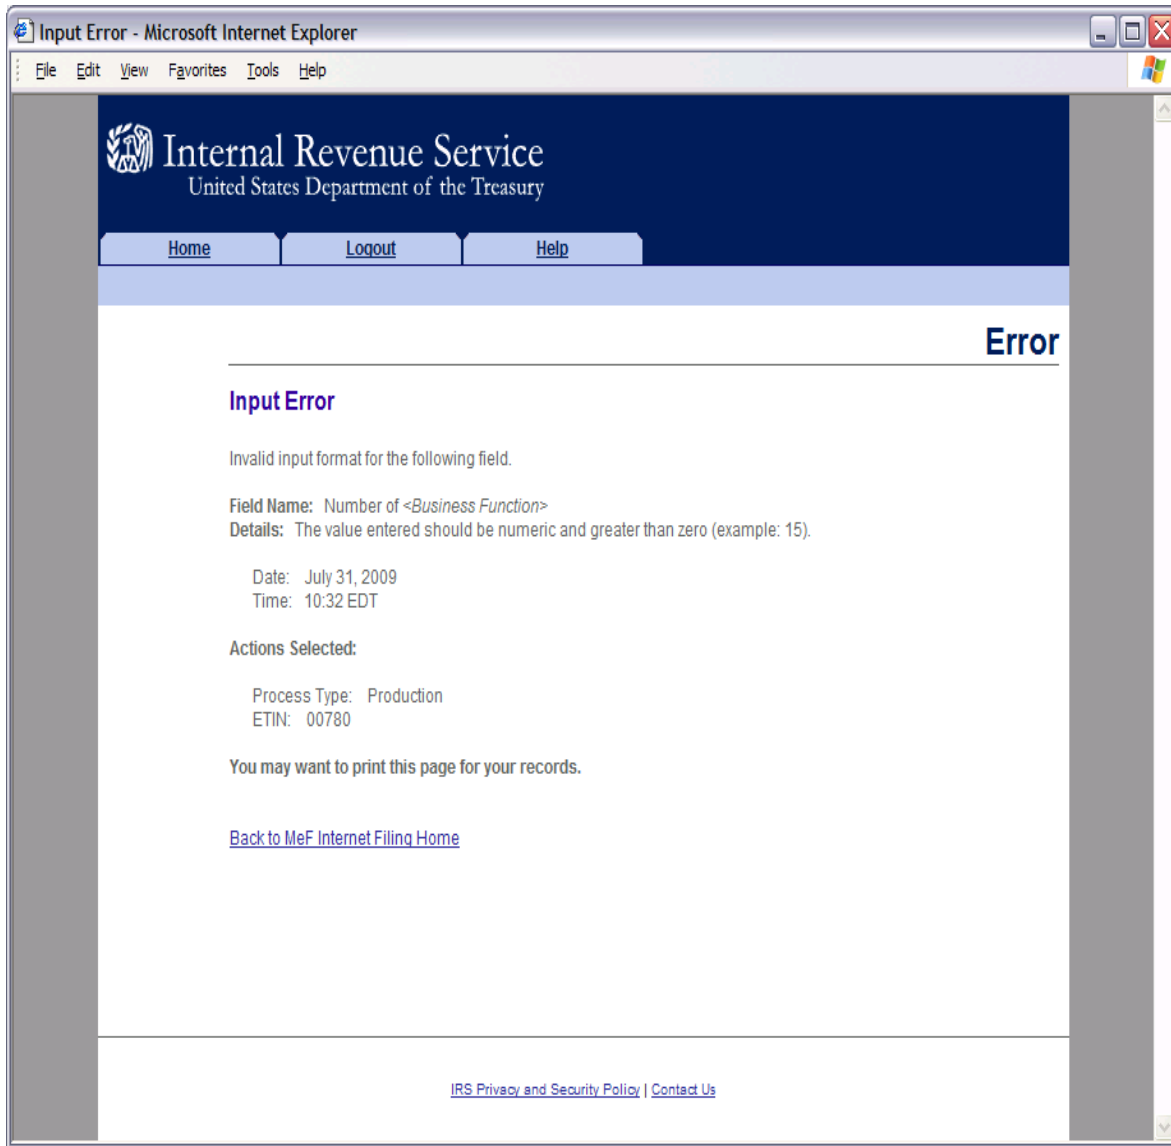 Input Error - Microsoft Internet Explorer
File Edit View Favorites Tools Help
Internal Revenue Service
United States Department of the Treasury
Home Logout Help
Error
Input Error
Invalid input format for the following field.
Field Name: Number of <Business Function>
Details: The value entered should be numeric and greater than zero (example: 15).
Date: July 31, 2009
Time: 10:32 EDT
Actions Selected:
Process Type: Production
ETIN: 00780
You may want to print this page for your records.
Back to MeF Internet Filing Home
IRS Privacy and Security Policy | Contact Us